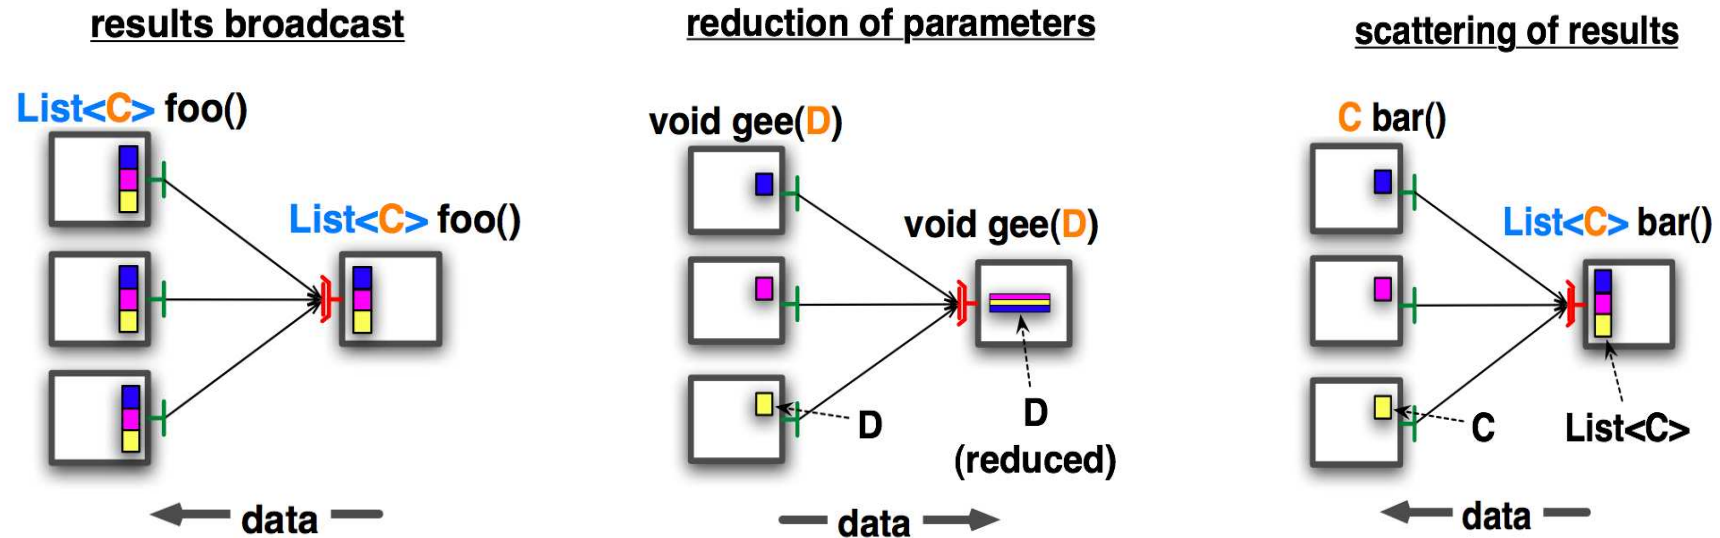 results broadcast
List<C> foo()
List<C> foo()
data
reduction of parameters
void gee(D)
void gee(D)
D
D
(reduced)
data
scattering of results
C bar()
List<C> bar()
C
List<C>
data